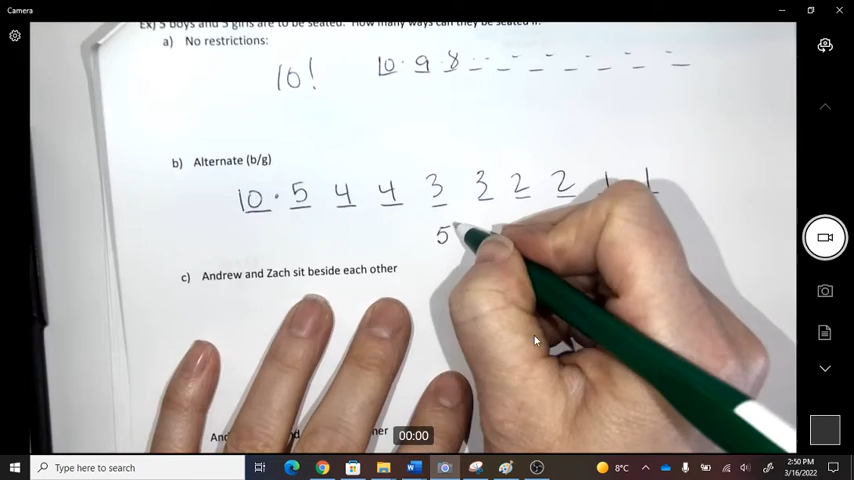 Camera
Ex) 5 boys and 5 girls are to be seated. How many ways can they be seated if:
a) No restrictions:
10! 10 · 9 · 8
b) Alternate (b/g)
10 · 5 4 4 3 3 2 2 1 1
5
c) Andrew and Zach sit beside each other
00:00
Type here to search
8°C
2:50 PM
3/16/2022